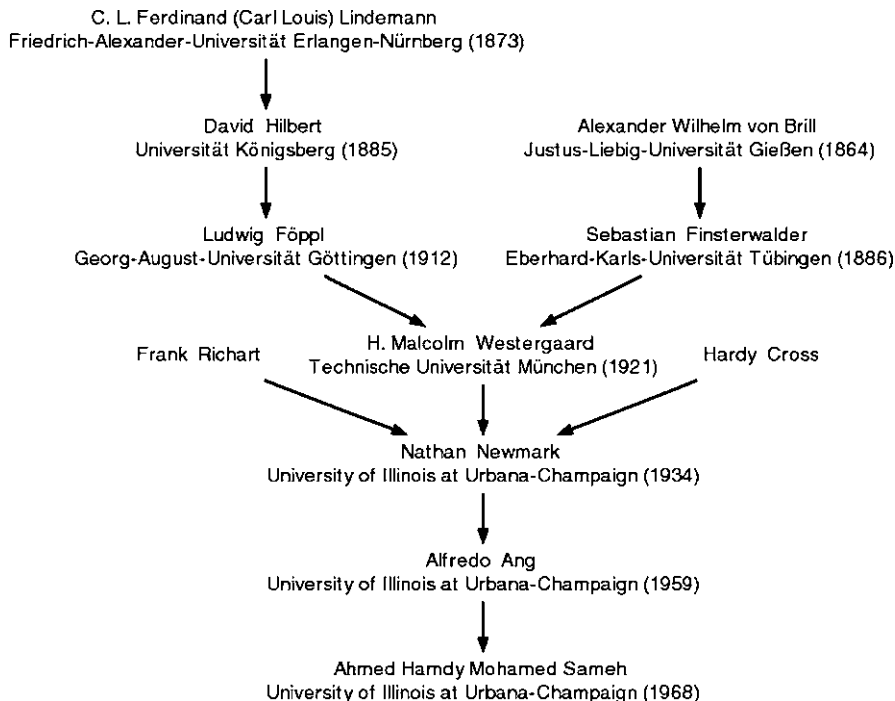 C. L. Ferdinand (Carl Louis) Lindemann
Friedrich-Alexander-Universität Erlangen-Nürnberg (1873)
David Hilbert
Universität Königsberg (1885)
Alexander Wilhelm von Brill
Justus-Liebig-Universität Gießen (1864)
Ludwig Föppl
Georg-August-Universität Göttingen (1912)
Sebastian Finsterwalder
Eberhard-Karls-Universität Tübingen (1886)
Frank Richart
H. Malcolm Westergaard
Technische Universität München (1921)
Hardy Cross
Nathan Newmark
University of Illinois at Urbana-Champaign (1934)
Alfredo Ang
University of Illinois at Urbana-Champaign (1959)
Ahmed Hamdy Mohamed Sameh
University of Illinois at Urbana-Champaign (1968)